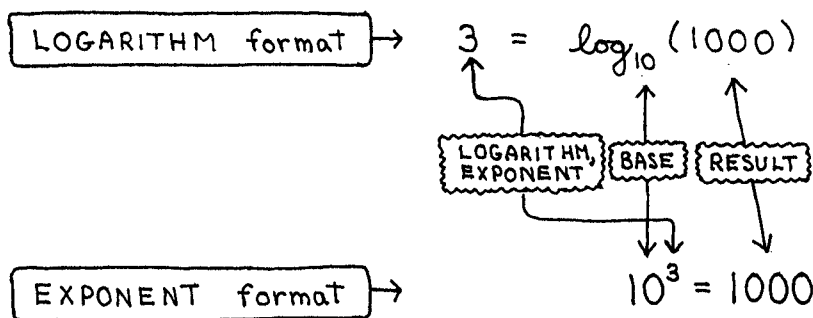 LOGARITHM format 3 = log₁₀ (1000)
LOGARITHM, EXPONENT BASE RESULT
EXPONENT format 10³ = 1000